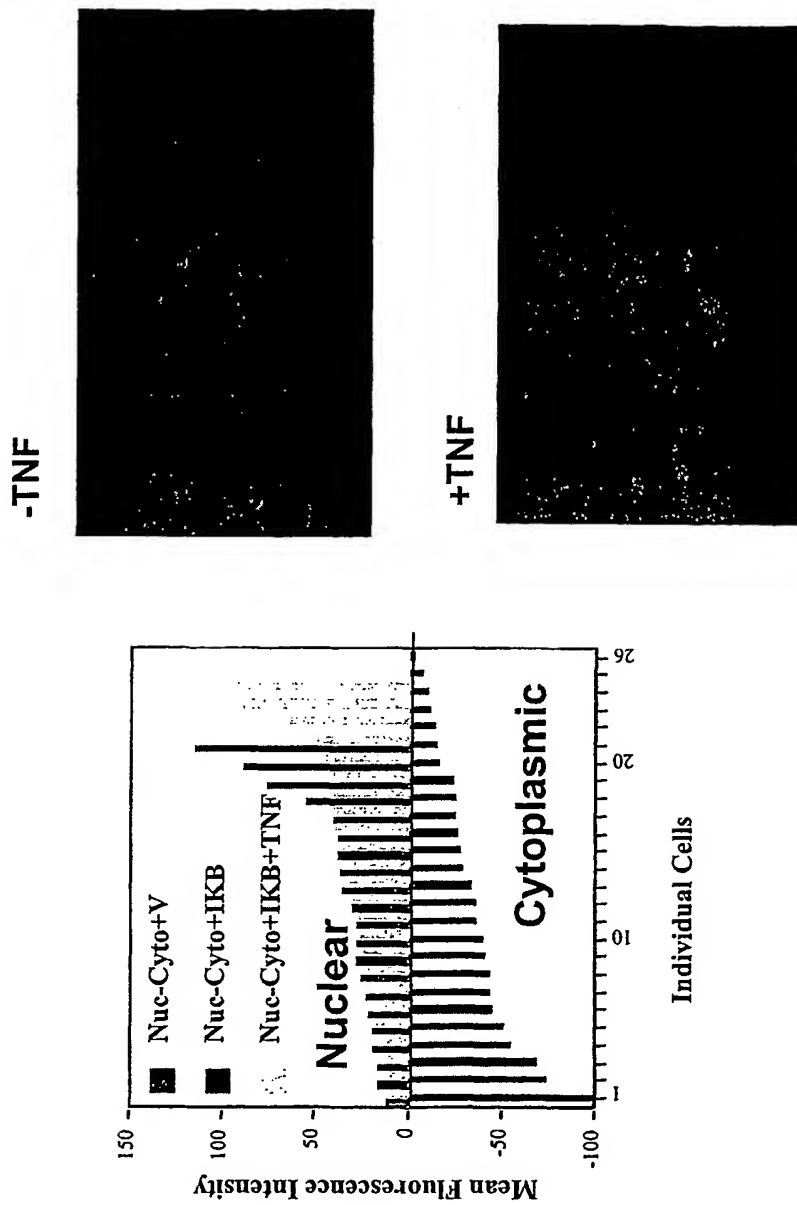 -TNF
+TNF
Nuc-Cyto+V
Nuc-Cyto+IKB
Nuc-Cyto+IKB+TNF
Nuclear
Cytoplasmic
150
100
50
0
-50
-100
Mean Fluorescence Intensity
1
10
20
26
Individual Cells